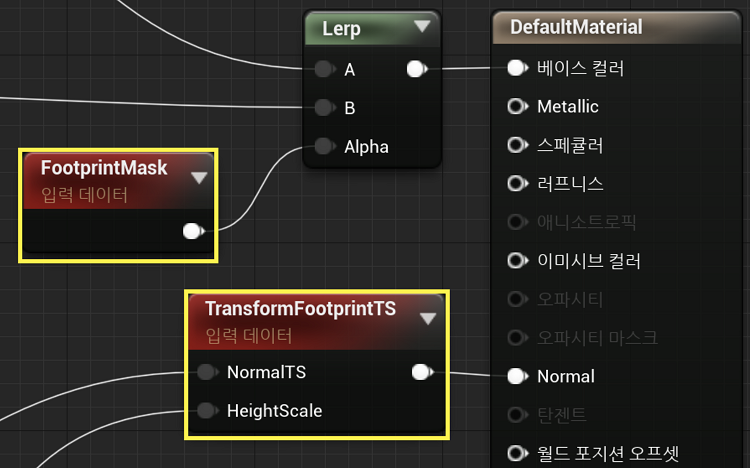 Lerp
A
B
Alpha
FootprintMask
입력 데이터
TransformFootprintTS
입력 데이터
NormalTS
HeightScale
DefaultMaterial
베이스 컬러
Metallic
스페큘러
러프니스
애니소트로픽
이미시브 컬러
오파시티
오파시티 마스크
Normal
탄젠트
월드 포지션 오프셋